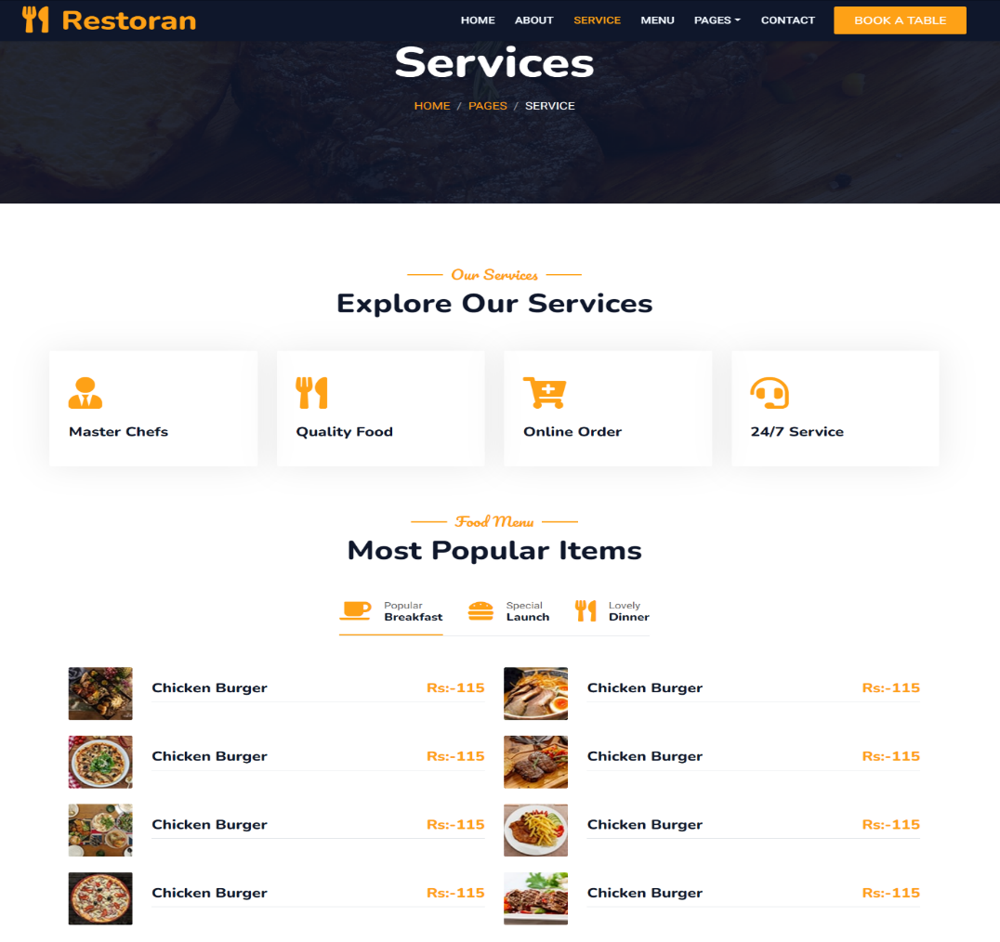 Restoran
HOME ABOUT SERVICE MENU PAGES CONTACT BOOK A TABLE
Services
HOME / PAGES / SERVICE
Our Services
Explore Our Services
Master Chefs
Quality Food
Online Order
24/7 Service
Food Menu
Most Popular Items
Popular
Breakfast
Special
Launch
Lovely
Dinner
Chicken Burger Rs:-115
Chicken Burger Rs:-115
Chicken Burger Rs:-115
Chicken Burger Rs:-115
Chicken Burger Rs:-115
Chicken Burger Rs:-115
Chicken Burger Rs:-115
Chicken Burger Rs:-115